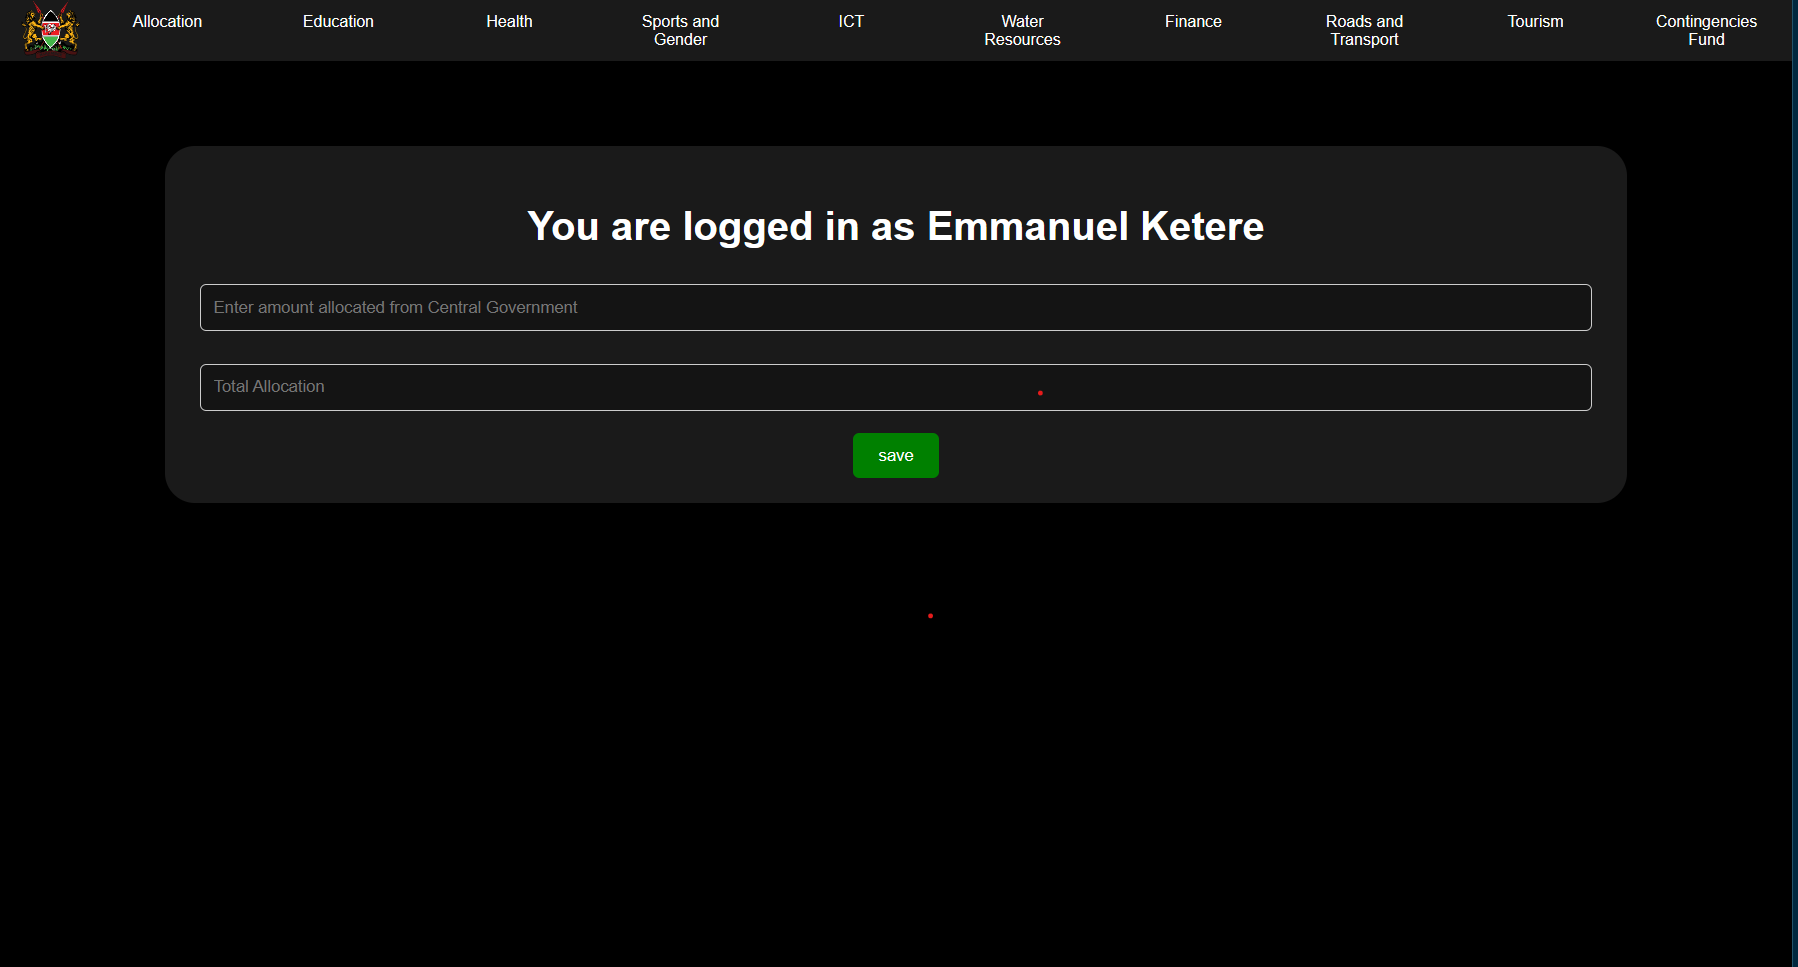 Allocation
Education
Health
Sports and
Gender
ICT
Water
Resources
Finance
Roads and
Transport
Tourism
Contingencies
Fund
You are logged in as Emmanuel Ketere
Enter amount allocated from Central Government
Total Allocation
save